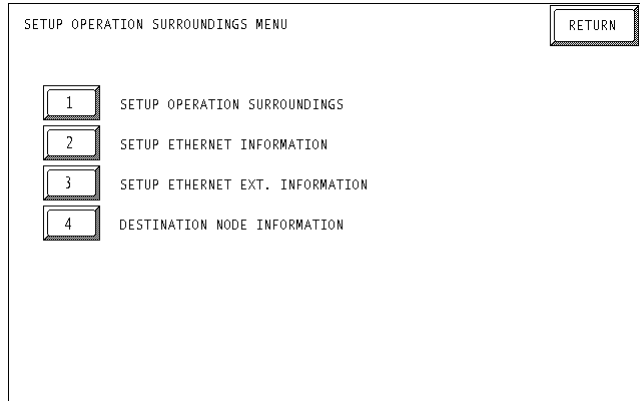 SETUP OPERATION SURROUNDINGS MENU
RETURN
1 SETUP OPERATION SURROUNDINGS
2 SETUP ETHERNET INFORMATION
3 SETUP ETHERNET EXT. INFORMATION
4 DESTINATION NODE INFORMATION